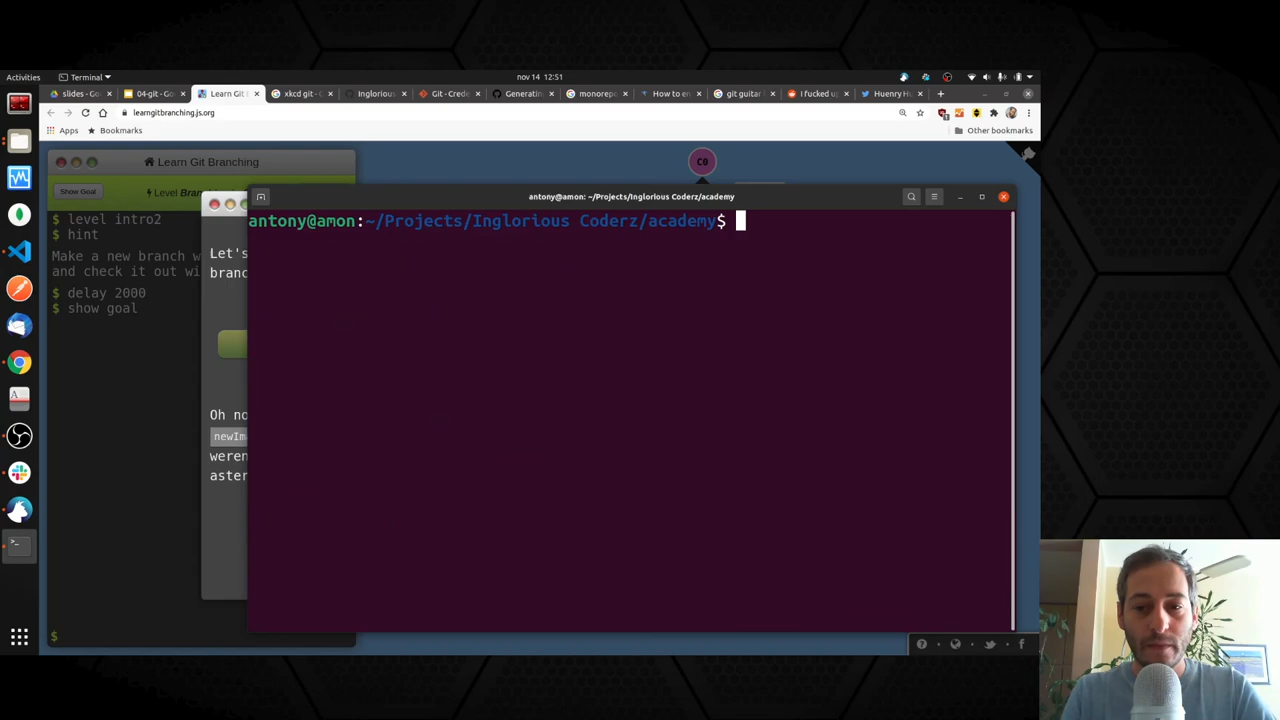 Activities
Terminal
nov 14 12:51
slides - Go
04-git - Go
Learn Git
xkcd git - 
Inglorious
Git - Crede
Generatin
monorep
How to en
git guitar
I fucked u
Huenry Hu
learngitbranching.js.org
Apps
Bookmarks
Other bookmarks
Learn Git Branching
Show Goal
Level Bra
C0
$ level intro2
$ hint
Make a new branch w
and check it out wi
$ delay 2000
$ show goal
$
Let's
branc
Oh no
newIm
weren
aster
antony@amon: ~/Projects/Inglorious Coderz/academy
antony@amon:~/Projects/Inglorious Coderz/academy$